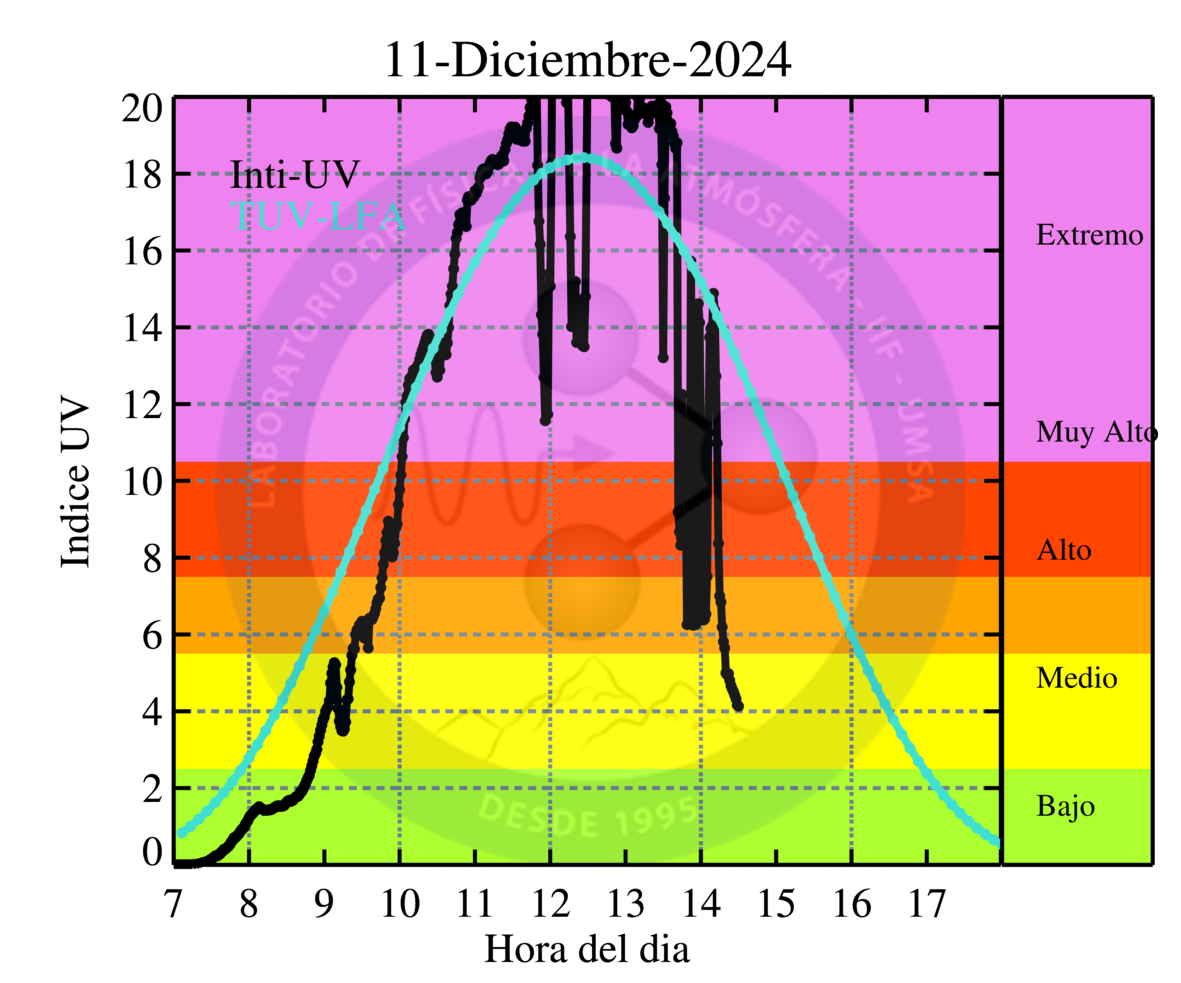 11-Diciembre-2024
20
18
16
14
12
10
8
6
4
2
0
Indice UV
Inti-UV
TUV-LFA
LABORATORIO DE FÍSICA DE LA ATMÓSFERA - IIF - UMSA
DESDE 1995
Extremo
Muy Alto
Alto
Medio
Bajo
7 8 9 10 11 12 13 14 15 16 17
Hora del dia